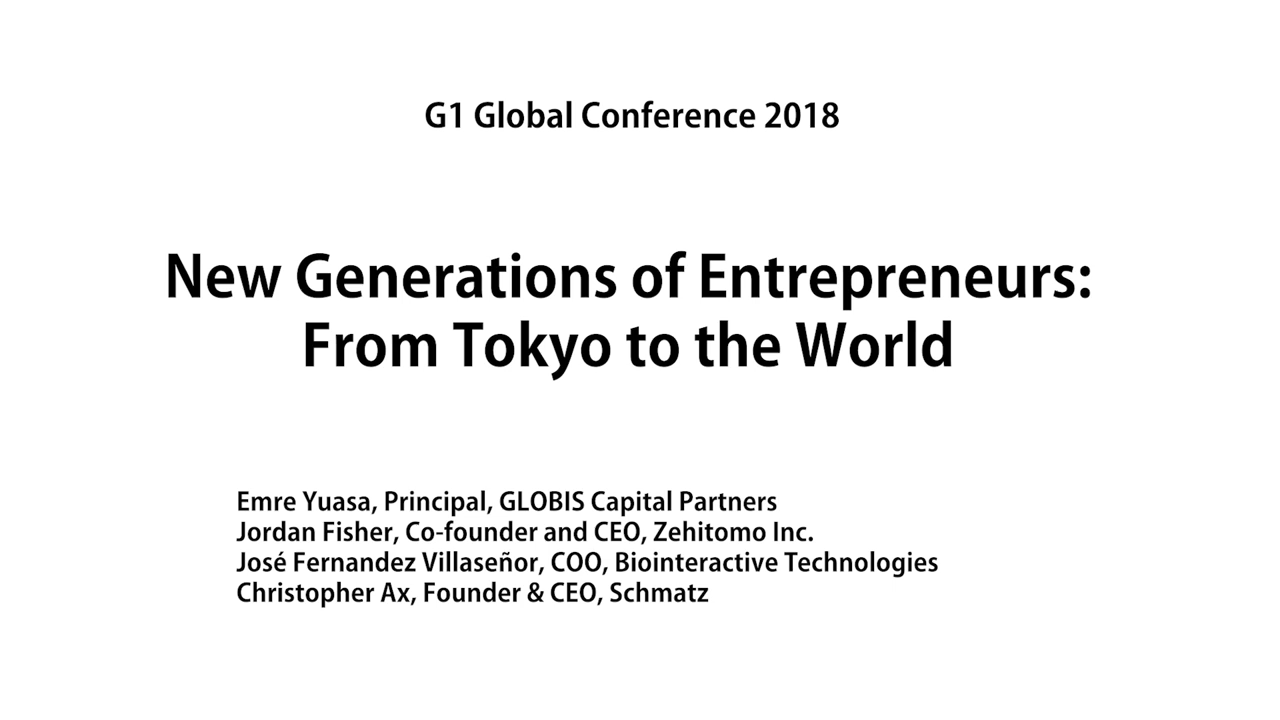 G1 Global Conference 2018
New Generations of Entrepreneurs:
From Tokyo to the World
Emre Yuasa, Principal, GLOBIS Capital Partners
Jordan Fisher, Co-founder and CEO, Zehitomo Inc.
José Fernandez Villaseñor, COO, Biointeractive Technologies
Christopher Ax, Founder & CEO, Schmatz